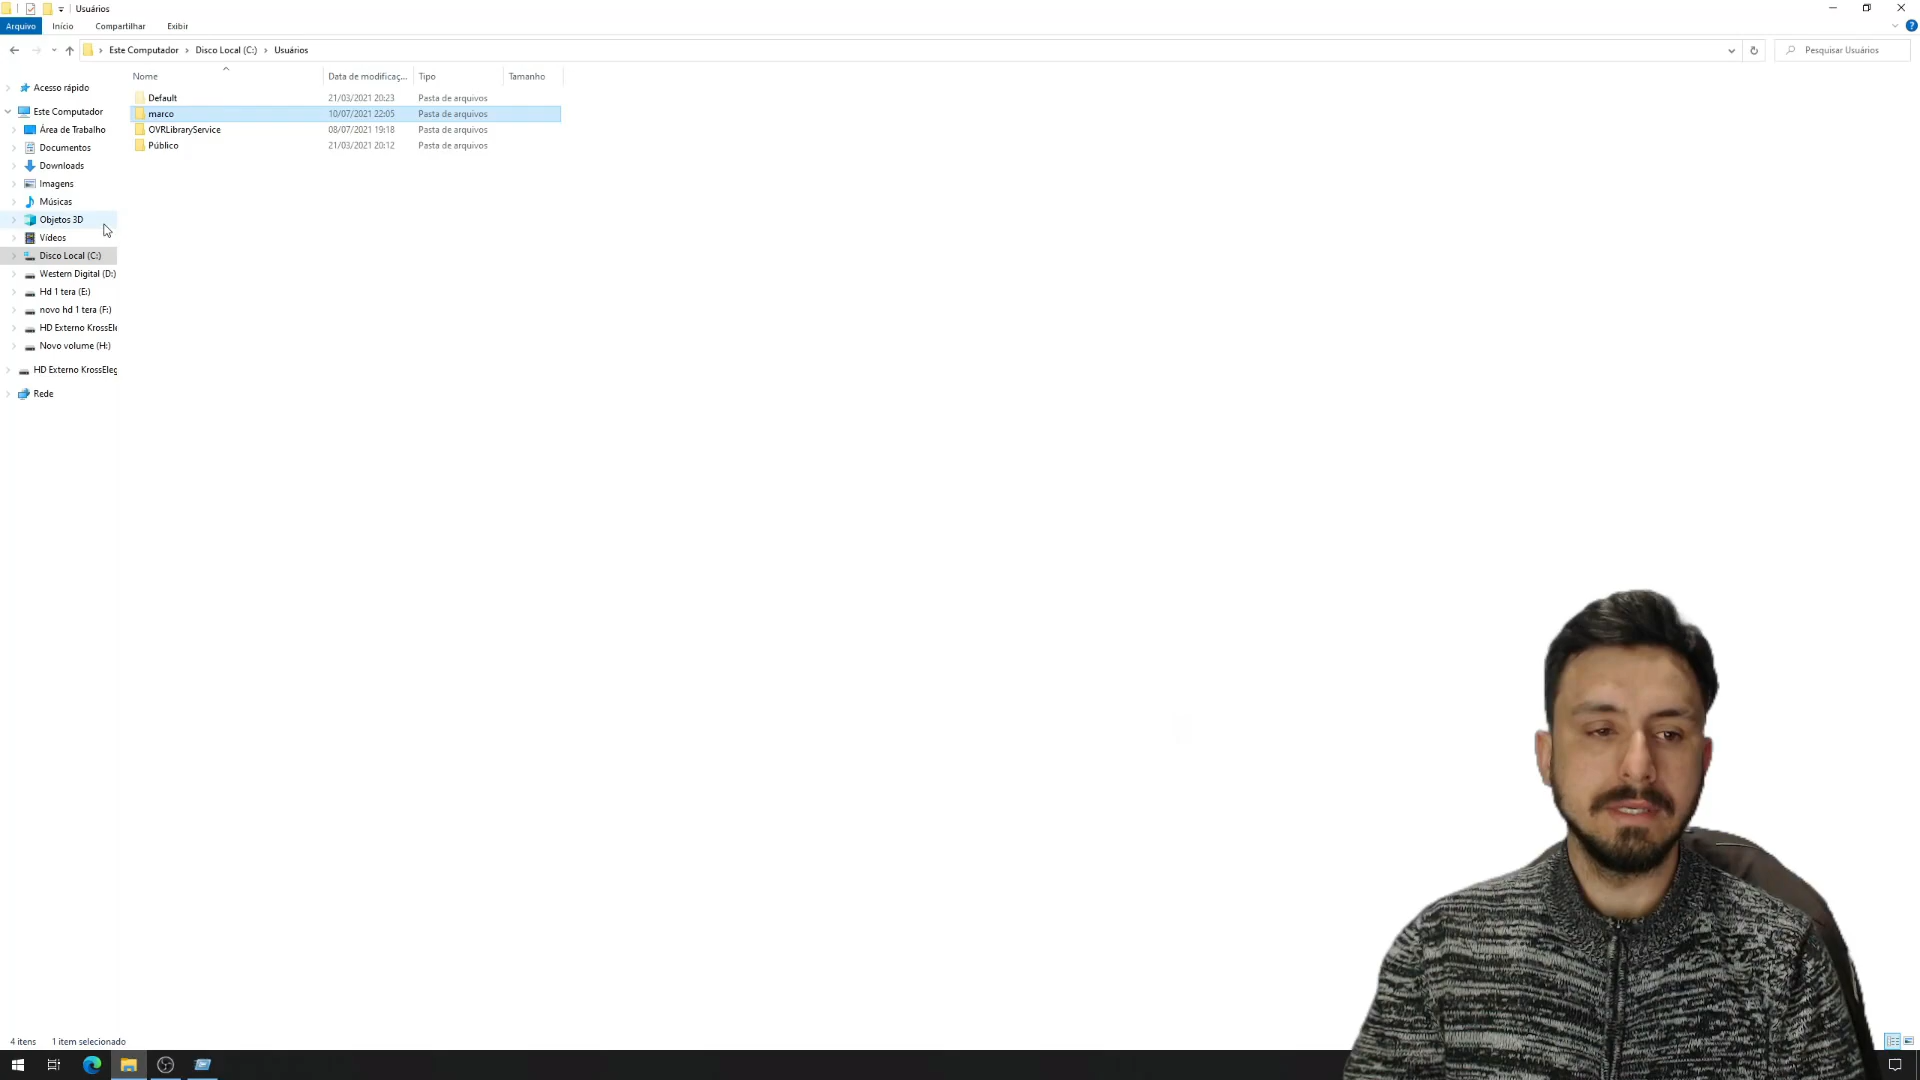 Usuários
Arquivo Início Compartilhar Exibir
Este Computador Disco Local (C:) Usuários
Pesquisar Usuários
Nome Data de modificaç... Tipo Tamanho
Acesso rápido
Este Computador
Área de Trabalho
Documentos
Downloads
Imagens
Músicas
Objetos 3D
Vídeos
Disco Local (C:)
Western Digital (D:)
Hd 1 tera (E:)
novo hd 1 tera (F:)
HD Externo KrossEle
Novo volume (H:)
HD Externo KrossEleg
Rede
Default 21/03/2021 20:23 Pasta de arquivos
marco 10/07/2021 22:05 Pasta de arquivos
OVRLibraryService 08/07/2021 19:18 Pasta de arquivos
Público 21/03/2021 20:12 Pasta de arquivos
4 itens 1 item selecionado